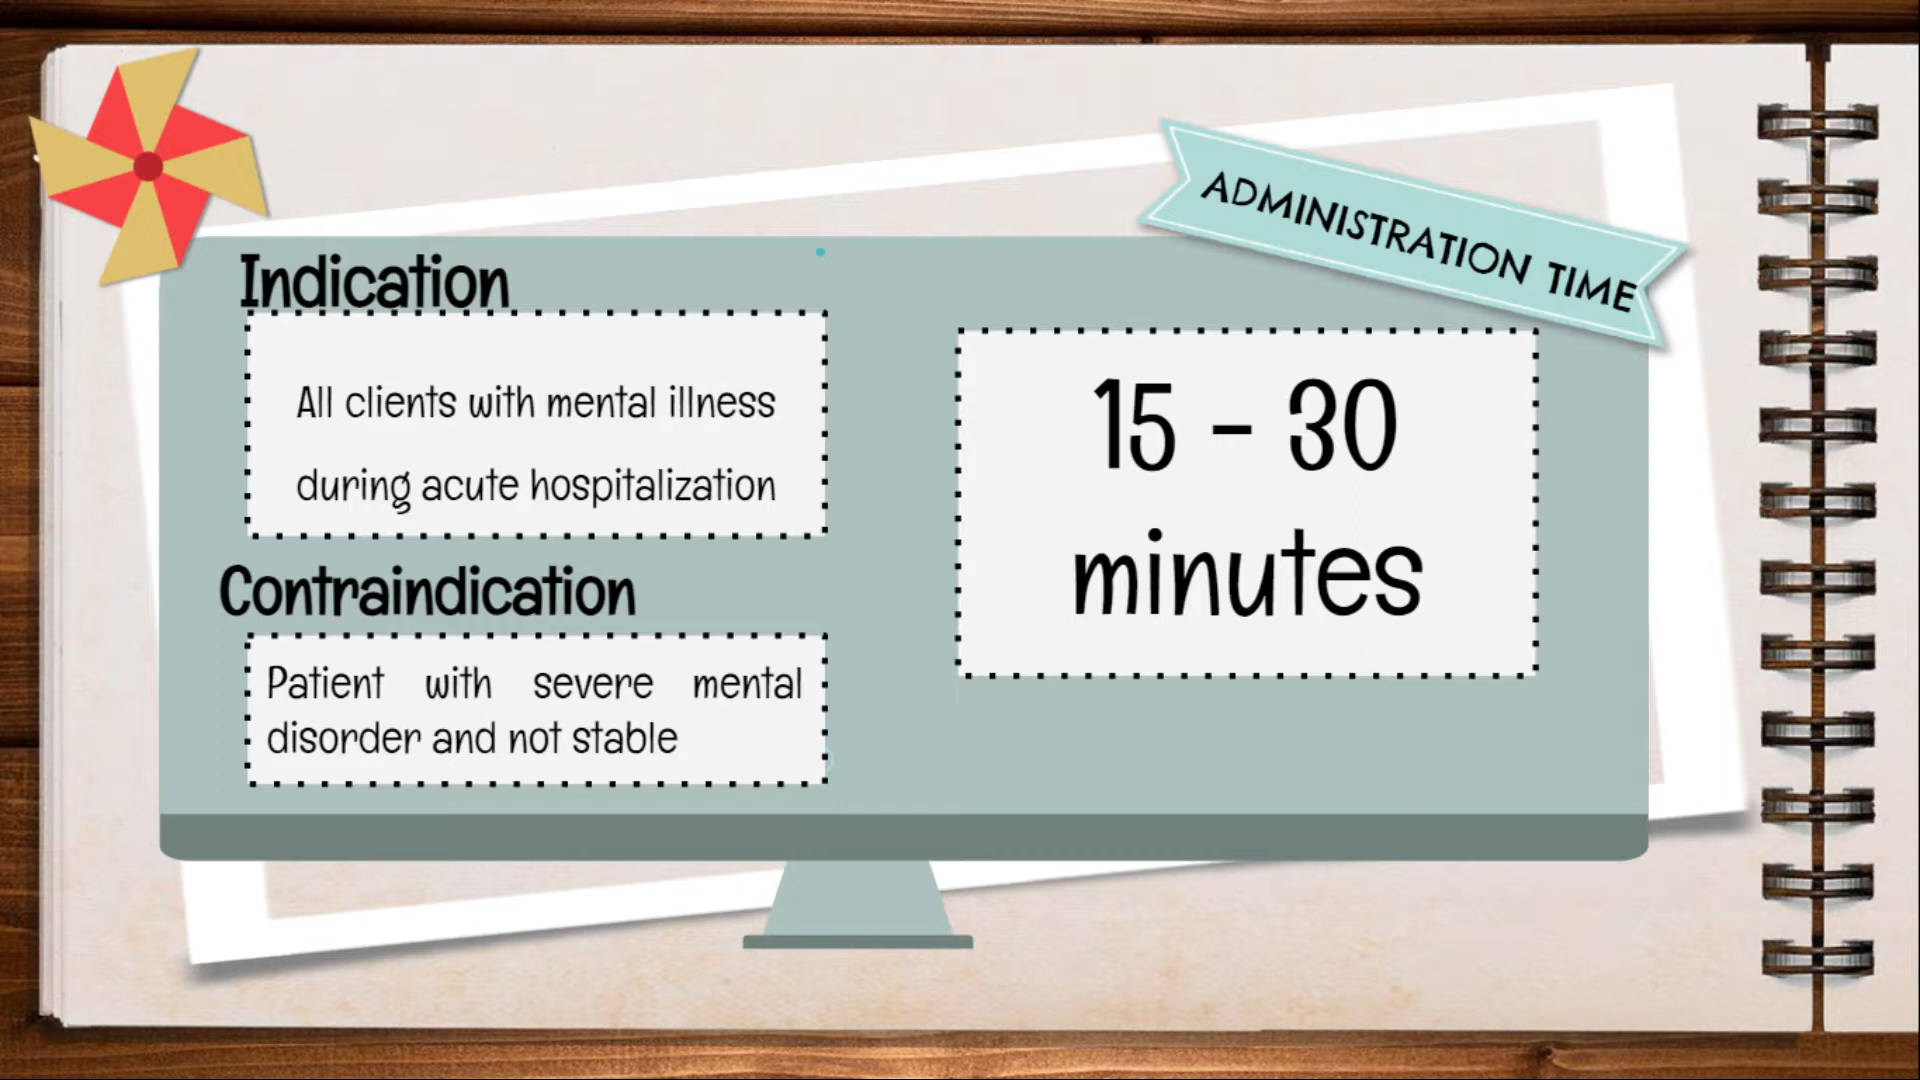 Indication
All clients with mental illness
during acute hospitalization
Contraindication
Patient with severe mental
disorder and not stable
ADMINISTRATION TIME
15 - 30
minutes